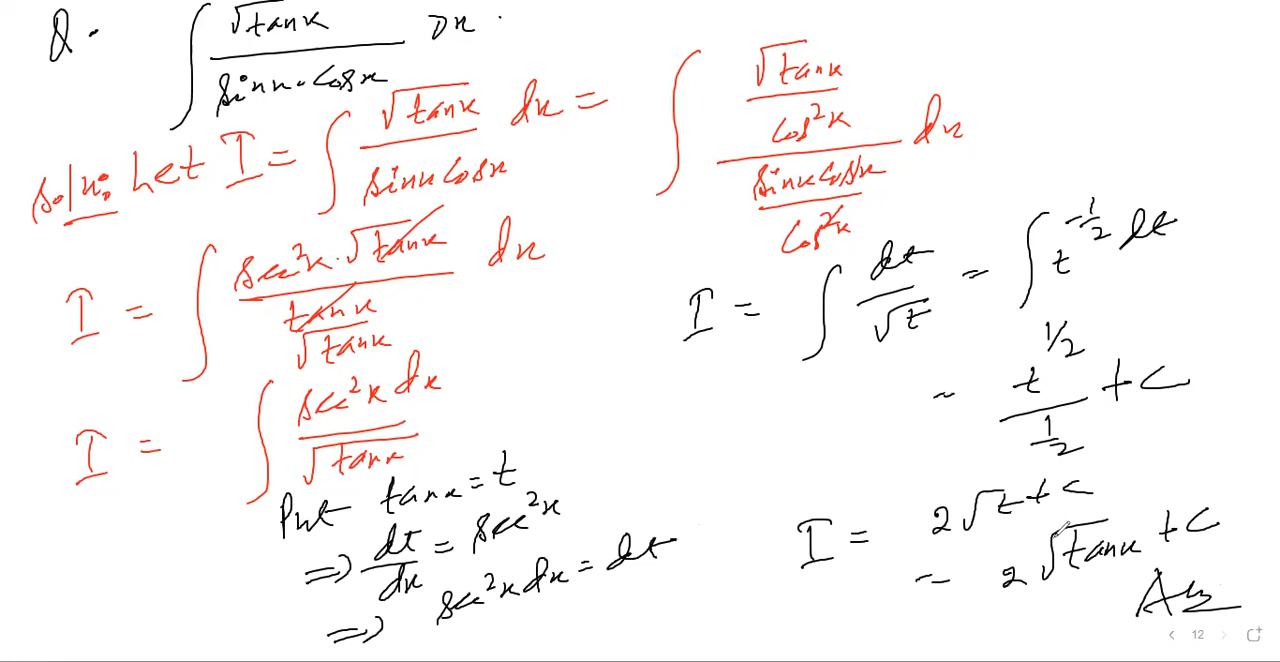 Q. ∫ √tanx / sinx·cosx dx.
Soln: Let I = ∫ √tanx / sinx cosx dx = ∫ (√tanx / cos²x) / (sinx cosx / cos²x) dx
I = ∫ sec²x·√tanx / tanx dx
√tanx
I = ∫ sec²x dx / √tanx
Put tanx = t
⇒ dt/dx = sec²x
⇒ sec²x dx = dt
I = ∫ dt/√t = ∫ t^(-1/2) dt
= t^(1/2) / (1/2) + C
I = 2√t + C
= 2√tanx + C
Ans
< 12 >